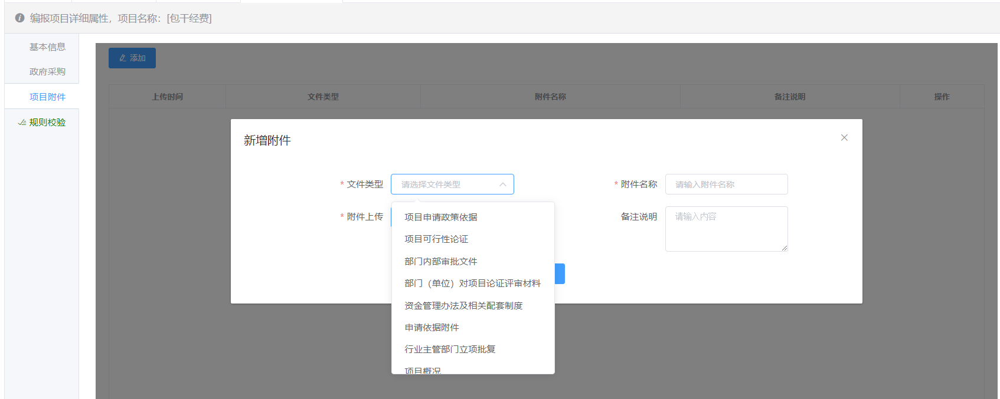 编报项目详细属性，项目名称：[包干经费]
基本信息
政府采购
项目附件
规则校验
添加
上传时间
文件类型
附件名称
备注说明
操作
新增附件
* 文件类型
请选择文件类型
* 附件名称
请输入附件名称
* 附件上传
备注说明
请输入内容
项目申请政策依据
项目可行性论证
部门内部审批文件
部门（单位）对项目论证评审材料
资金管理办法及相关配套制度
申请依据附件
行业主管部门立项批复
项目概况